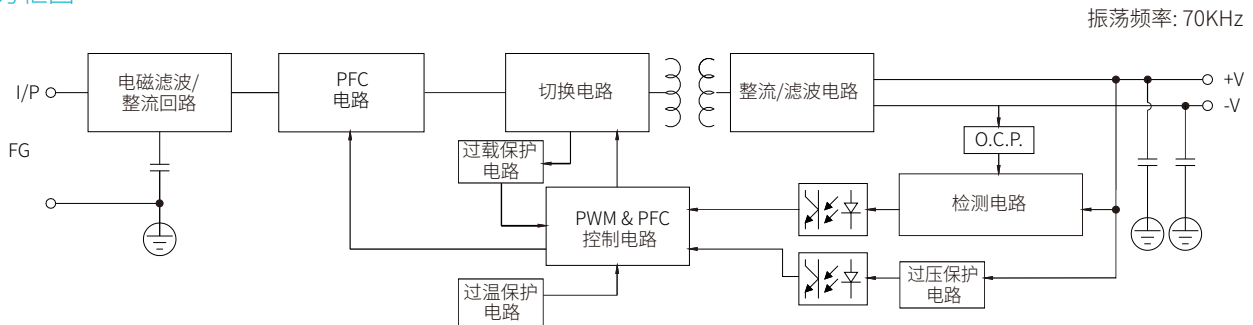 方框图
振荡频率: 70KHz
I/P
电磁滤波/
整流回路
PFC
电路
切换电路
整流/滤波电路
+V
-V
FG
过载保护
电路
O.C.P.
PWM & PFC
控制电路
检测电路
过温保护
电路
过压保护
电路